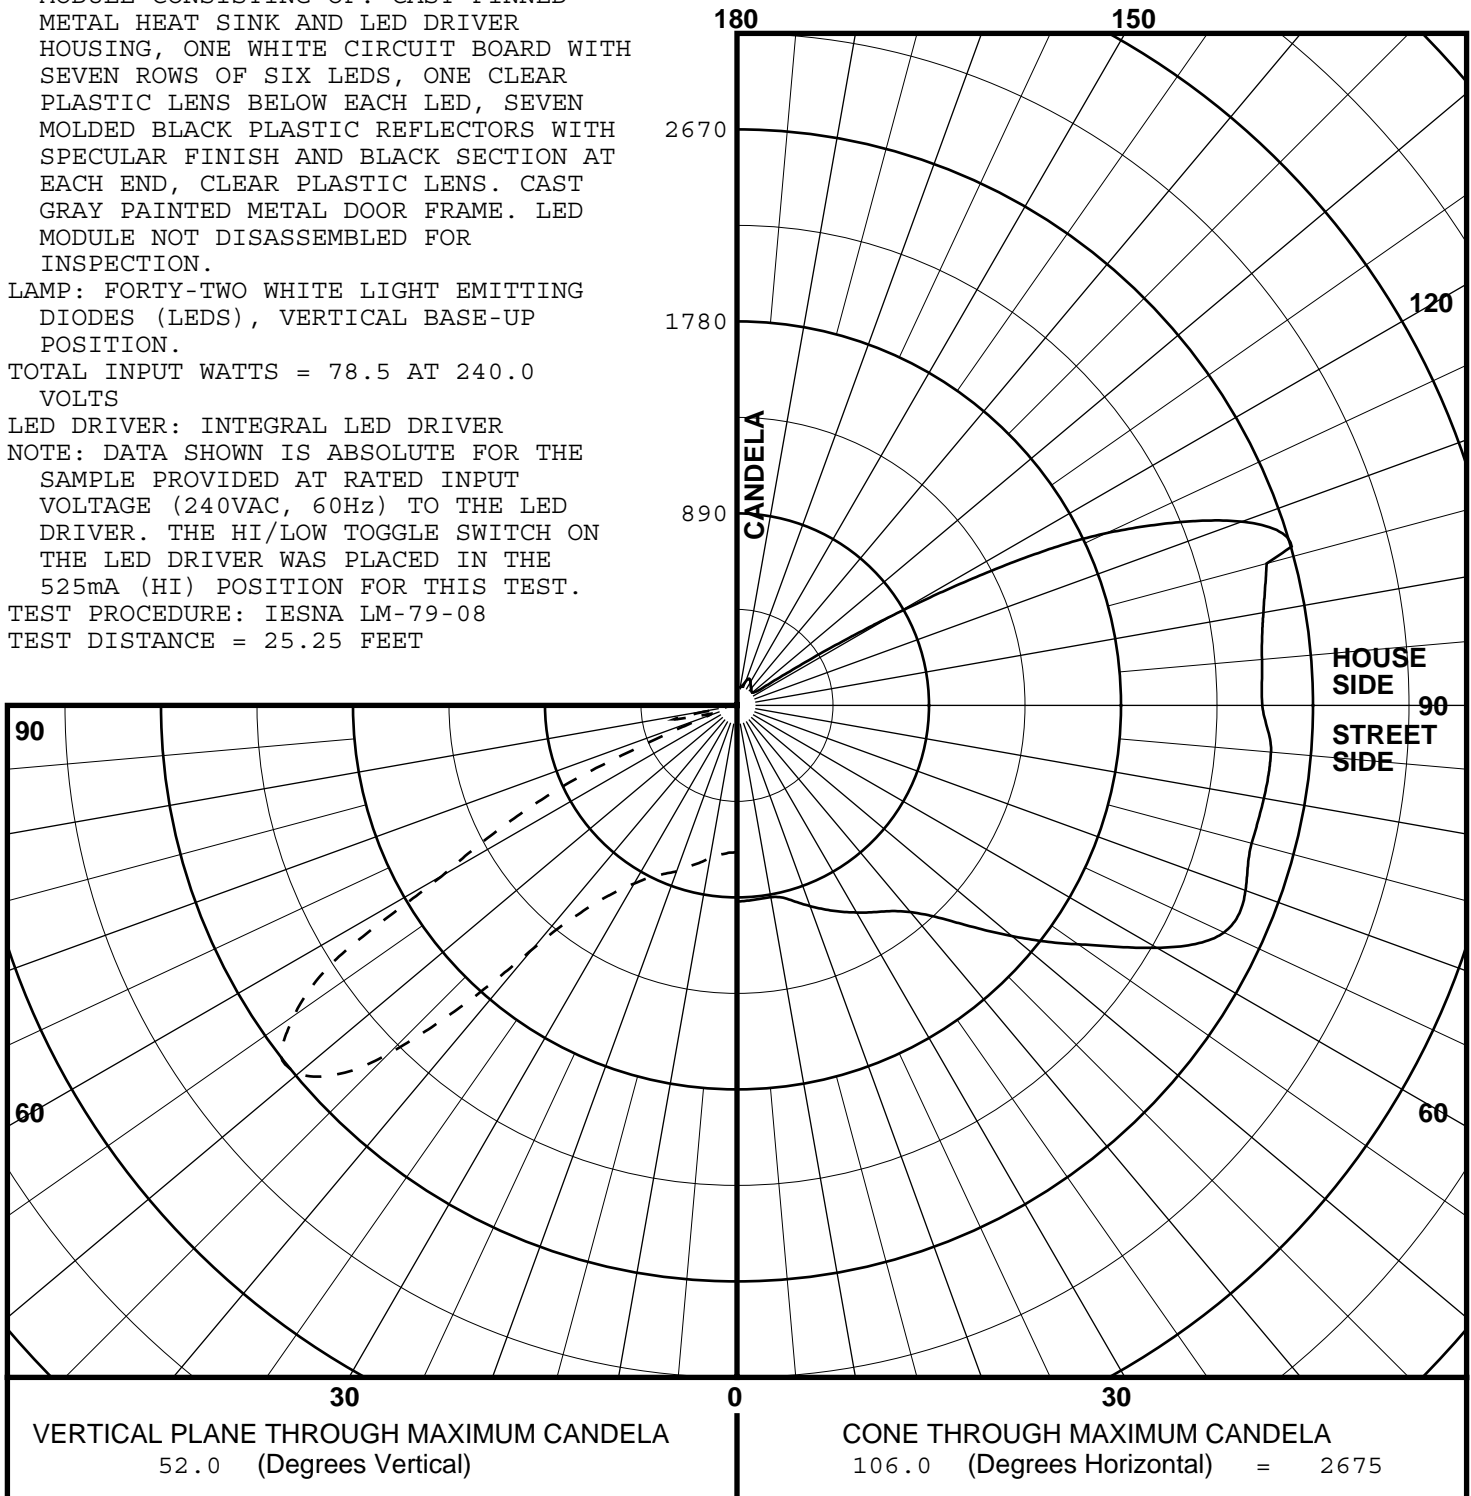 METAL HEAT SINK AND LED DRIVER
HOUSING, ONE WHITE CIRCUIT BOARD WITH
SEVEN ROWS OF SIX LEDS, ONE CLEAR
PLASTIC LENS BELOW EACH LED, SEVEN
MOLDED BLACK PLASTIC REFLECTORS WITH
SPECULAR FINISH AND BLACK SECTION AT
EACH END, CLEAR PLASTIC LENS. CAST
GRAY PAINTED METAL DOOR FRAME. LED
MODULE NOT DISASSEMBLED FOR
INSPECTION.
LAMP: FORTY-TWO WHITE LIGHT EMITTING
DIODES (LEDS), VERTICAL BASE-UP
POSITION.
TOTAL INPUT WATTS = 78.5 AT 240.0
VOLTS
LED DRIVER: INTEGRAL LED DRIVER
NOTE: DATA SHOWN IS ABSOLUTE FOR THE
SAMPLE PROVIDED AT RATED INPUT
VOLTAGE (240VAC, 60Hz) TO THE LED
DRIVER. THE HI/LOW TOGGLE SWITCH ON
THE LED DRIVER WAS PLACED IN THE
525mA (HI) POSITION FOR THIS TEST.
TEST PROCEDURE: IESNA LM-79-08
TEST DISTANCE = 25.25 FEET
180
150
2670
120
1780
CANDELA
890
HOUSE
SIDE
90
STREET
SIDE
90
60
60
30
0
30
VERTICAL PLANE THROUGH MAXIMUM CANDELA
52.0 (Degrees Vertical)
CONE THROUGH MAXIMUM CANDELA
106.0 (Degrees Horizontal) = 2675